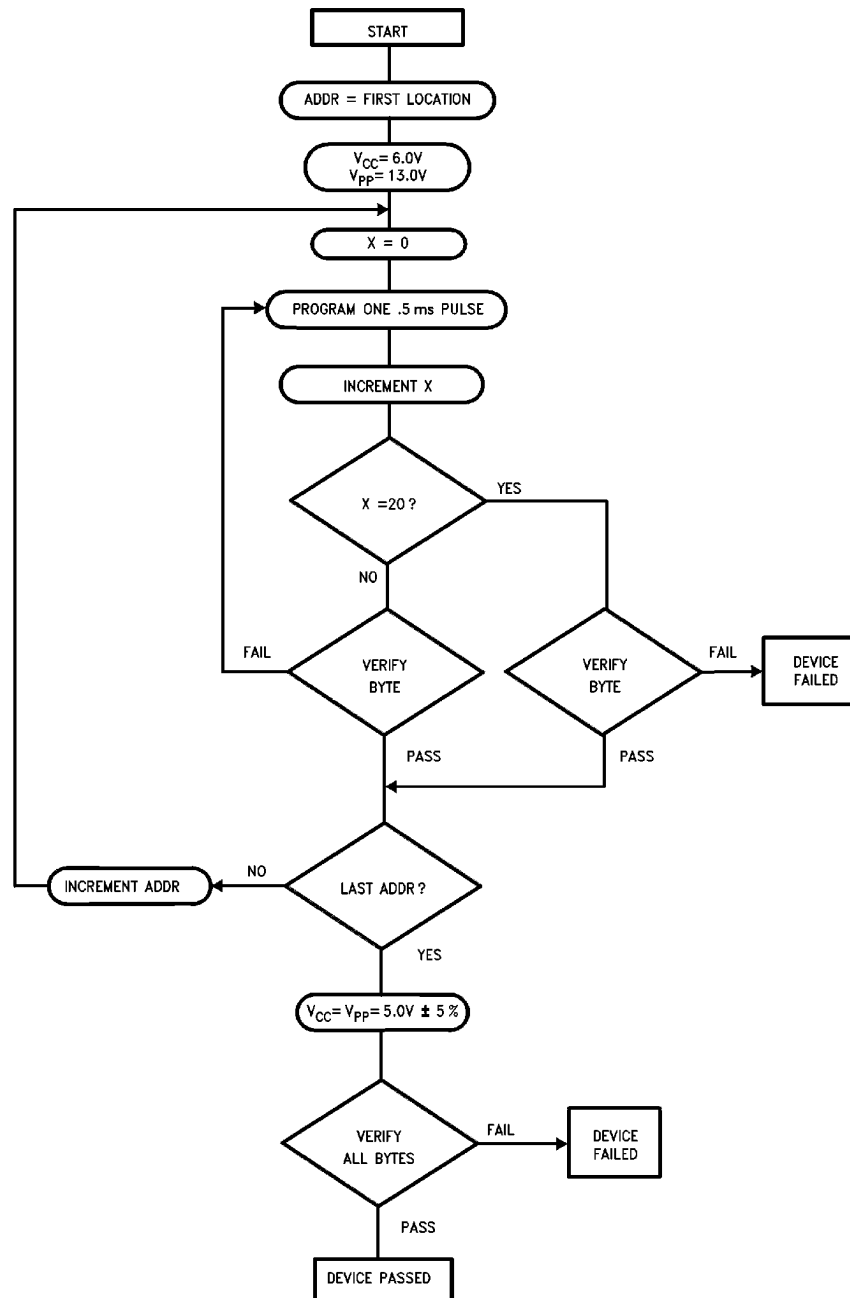 START
ADDR = FIRST LOCATION
VCC= 6.0V
VPP= 13.0V
X = 0
PROGRAM ONE .5 ms PULSE
INCREMENT X
X =20 ?
YES
NO
FAIL
VERIFY
BYTE
VERIFY
BYTE
FAIL
DEVICE
FAILED
PASS
PASS
INCREMENT ADDR
NO
LAST ADDR ?
YES
VCC= VPP= 5.0V ± 5 %
VERIFY
ALL BYTES
FAIL
DEVICE
FAILED
PASS
DEVICE PASSED